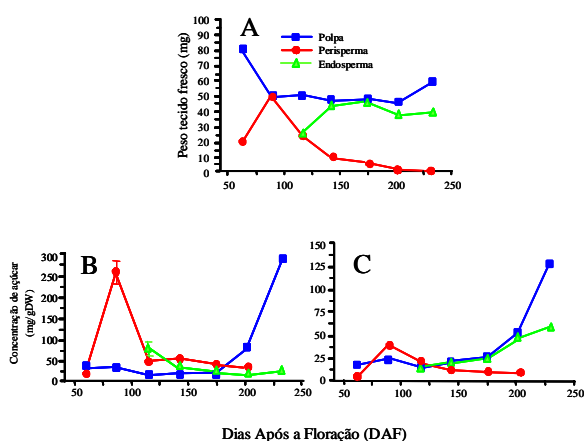 A
Polpa
Perisperma
Endosperma
Peso tecido fresco (mg)
100
90
80
70
60
50
40
30
20
10
0
50 100 150 200 250
B
Concentração de açúcar
(mg/gDW)
300
250
200
150
100
50
0
50 100 150 200 250
C
150
125
100
75
50
25
0
50 100 150 200 250
Dias Após a Floração (DAF)